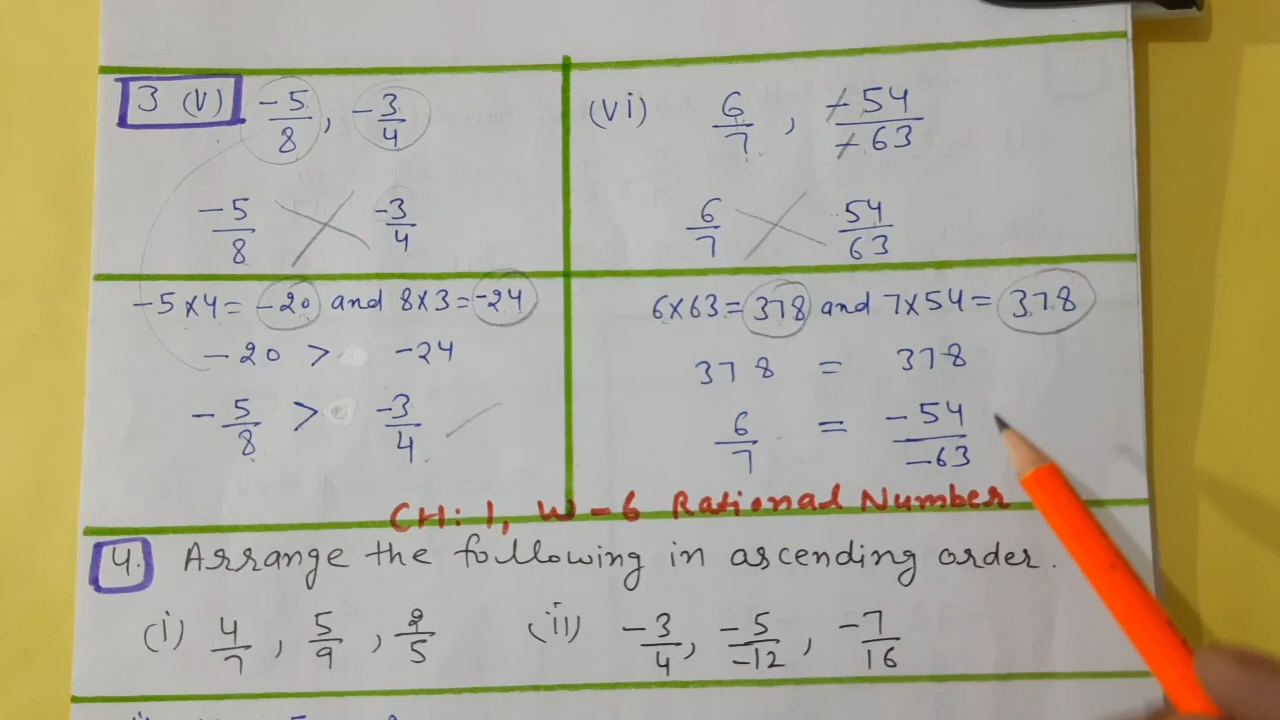 3 (V) -5/8, -3/4
-5/8 -3/4
-5×4= -20 and 8×3= -24
-20 > -24
-5/8 > -3/4
(vi) 6/7, -54/-63
6/7 54/63
6×63= 378 and 7×54= 378
378 = 378
6/7 = -54/-63
CH: 1, W-6 Rational Number
4. Arrange the following in ascending order.
(i) 4/7, 5/9, 2/5 (ii) -3/4, -5/-12, -7/16